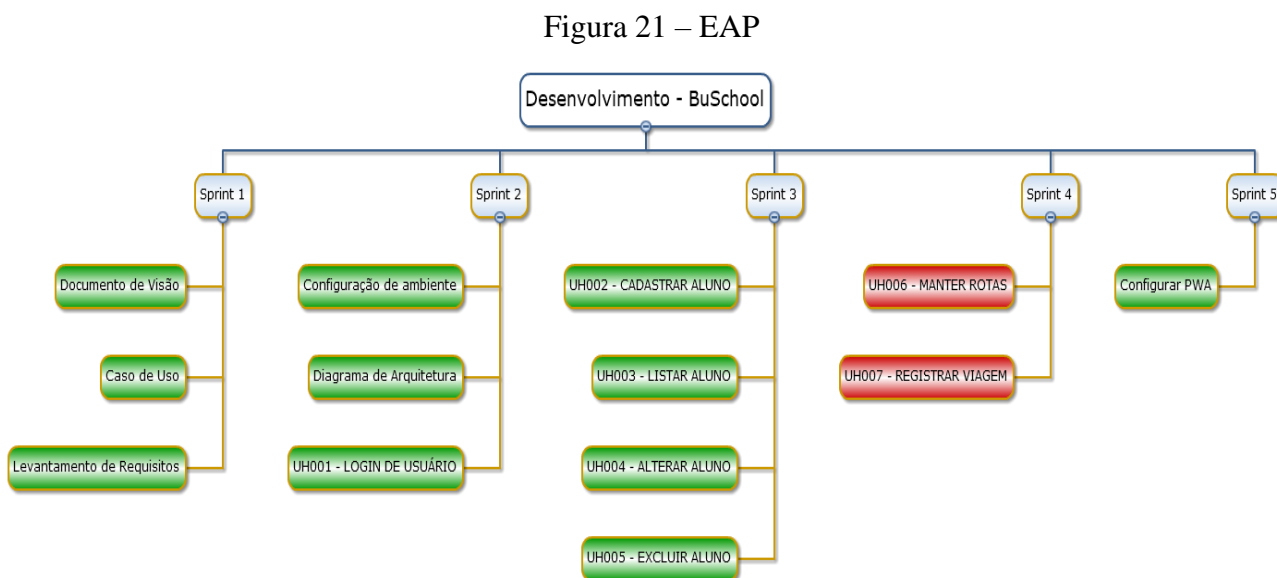 Figura 21 – EAP
Desenvolvimento - BuSchool
Sprint 1
Sprint 2
Sprint 3
Sprint 4
Sprint 5
Documento de Visão
Configuração de ambiente
UH002 - CADASTRAR ALUNO
UH006 - MANTER ROTAS
Configurar PWA
Caso de Uso
Diagrama de Arquitetura
UH003 - LISTAR ALUNO
UH007 - REGISTRAR VIAGEM
Levantamento de Requisitos
UH001 - LOGIN DE USUÁRIO
UH004 - ALTERAR ALUNO
UH005 - EXCLUIR ALUNO